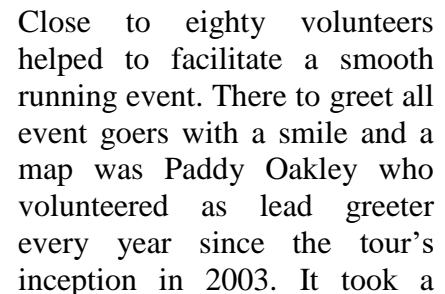 Close to eighty volunteers
helped to facilitate a smooth
running event. There to greet all
event goers with a smile and a
map was Paddy Oakley who
volunteered as lead greeter
every year since the tour’s
inception in 2003. It took a